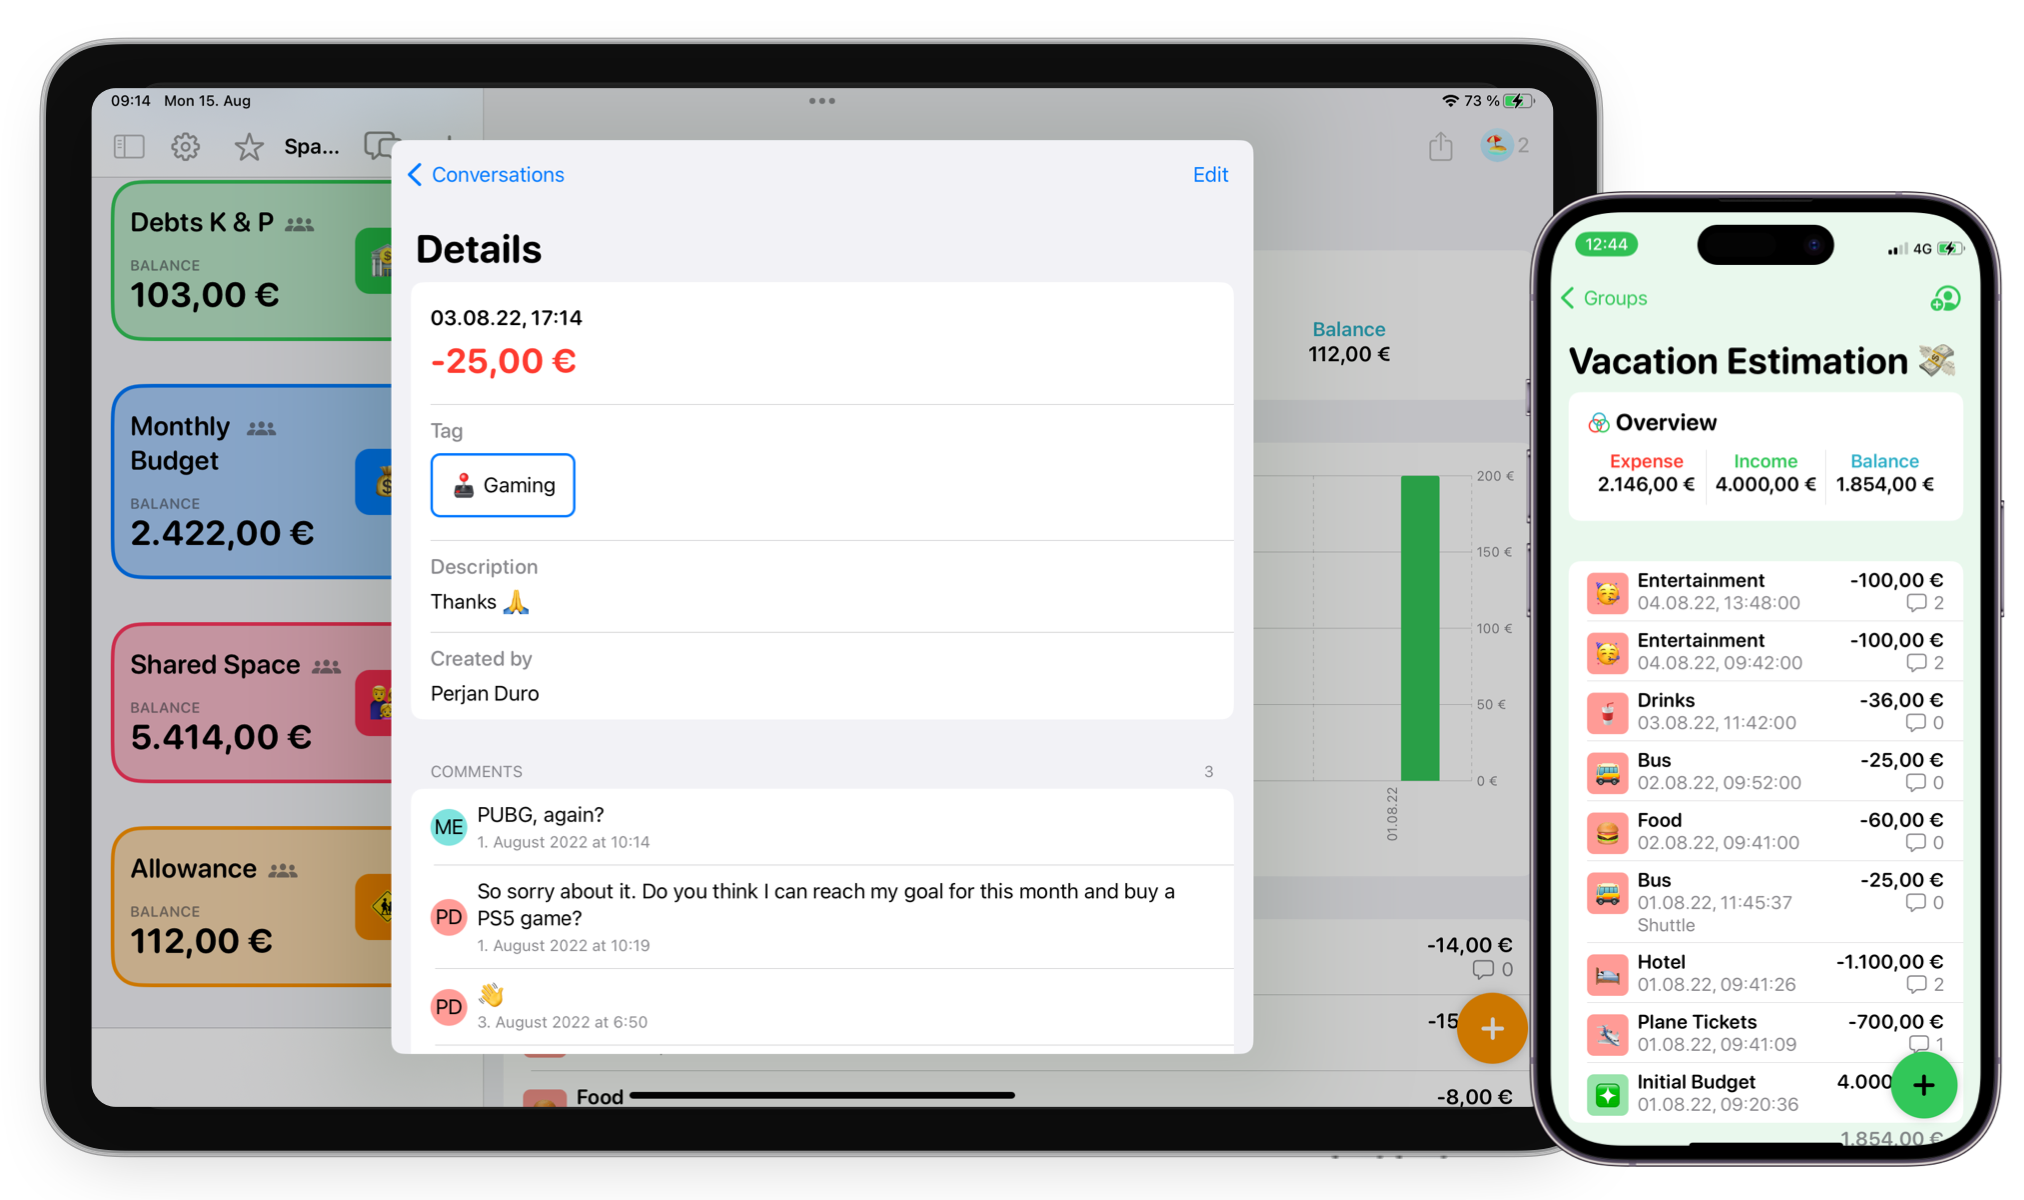 09:14 Mon 15. Aug
73 %
Spa...
2
Debts K & P
BALANCE
103,00 €
Monthly
Budget
BALANCE
2.422,00 €
Shared Space
BALANCE
5.414,00 €
Allowance
BALANCE
112,00 €
Conversations
Edit
Details
03.08.22, 17:14
-25,00 €
Tag
Gaming
Description
Thanks 🙏
Created by
Perjan Duro
COMMENTS 3
ME
PUBG, again?
1. August 2022 at 10:14
PD
So sorry about it. Do you think I can reach my goal for this month and buy a
PS5 game?
1. August 2022 at 10:19
PD
👋
3. August 2022 at 6:50
Balance
112,00 €
200 €
150 €
100 €
50 €
0 €
01.08.22
-14,00 €
0
-15
Food
-8,00 €
12:44
4G
Groups
Vacation Estimation 💸
Overview
Expense Income Balance
2.146,00 € 4.000,00 € 1.854,00 €
Entertainment -100,00 €
04.08.22, 13:48:00 2
Entertainment -100,00 €
04.08.22, 09:42:00 2
Drinks -36,00 €
03.08.22, 11:42:00 0
Bus -25,00 €
02.08.22, 09:52:00 0
Food -60,00 €
02.08.22, 09:41:00 0
Bus -25,00 €
01.08.22, 11:45:37 0
Shuttle
Hotel -1.100,00 €
01.08.22, 09:41:26 2
Plane Tickets -700,00 €
01.08.22, 09:41:09 1
Initial Budget 4.000
01.08.22, 09:20:36
1.854,00 €